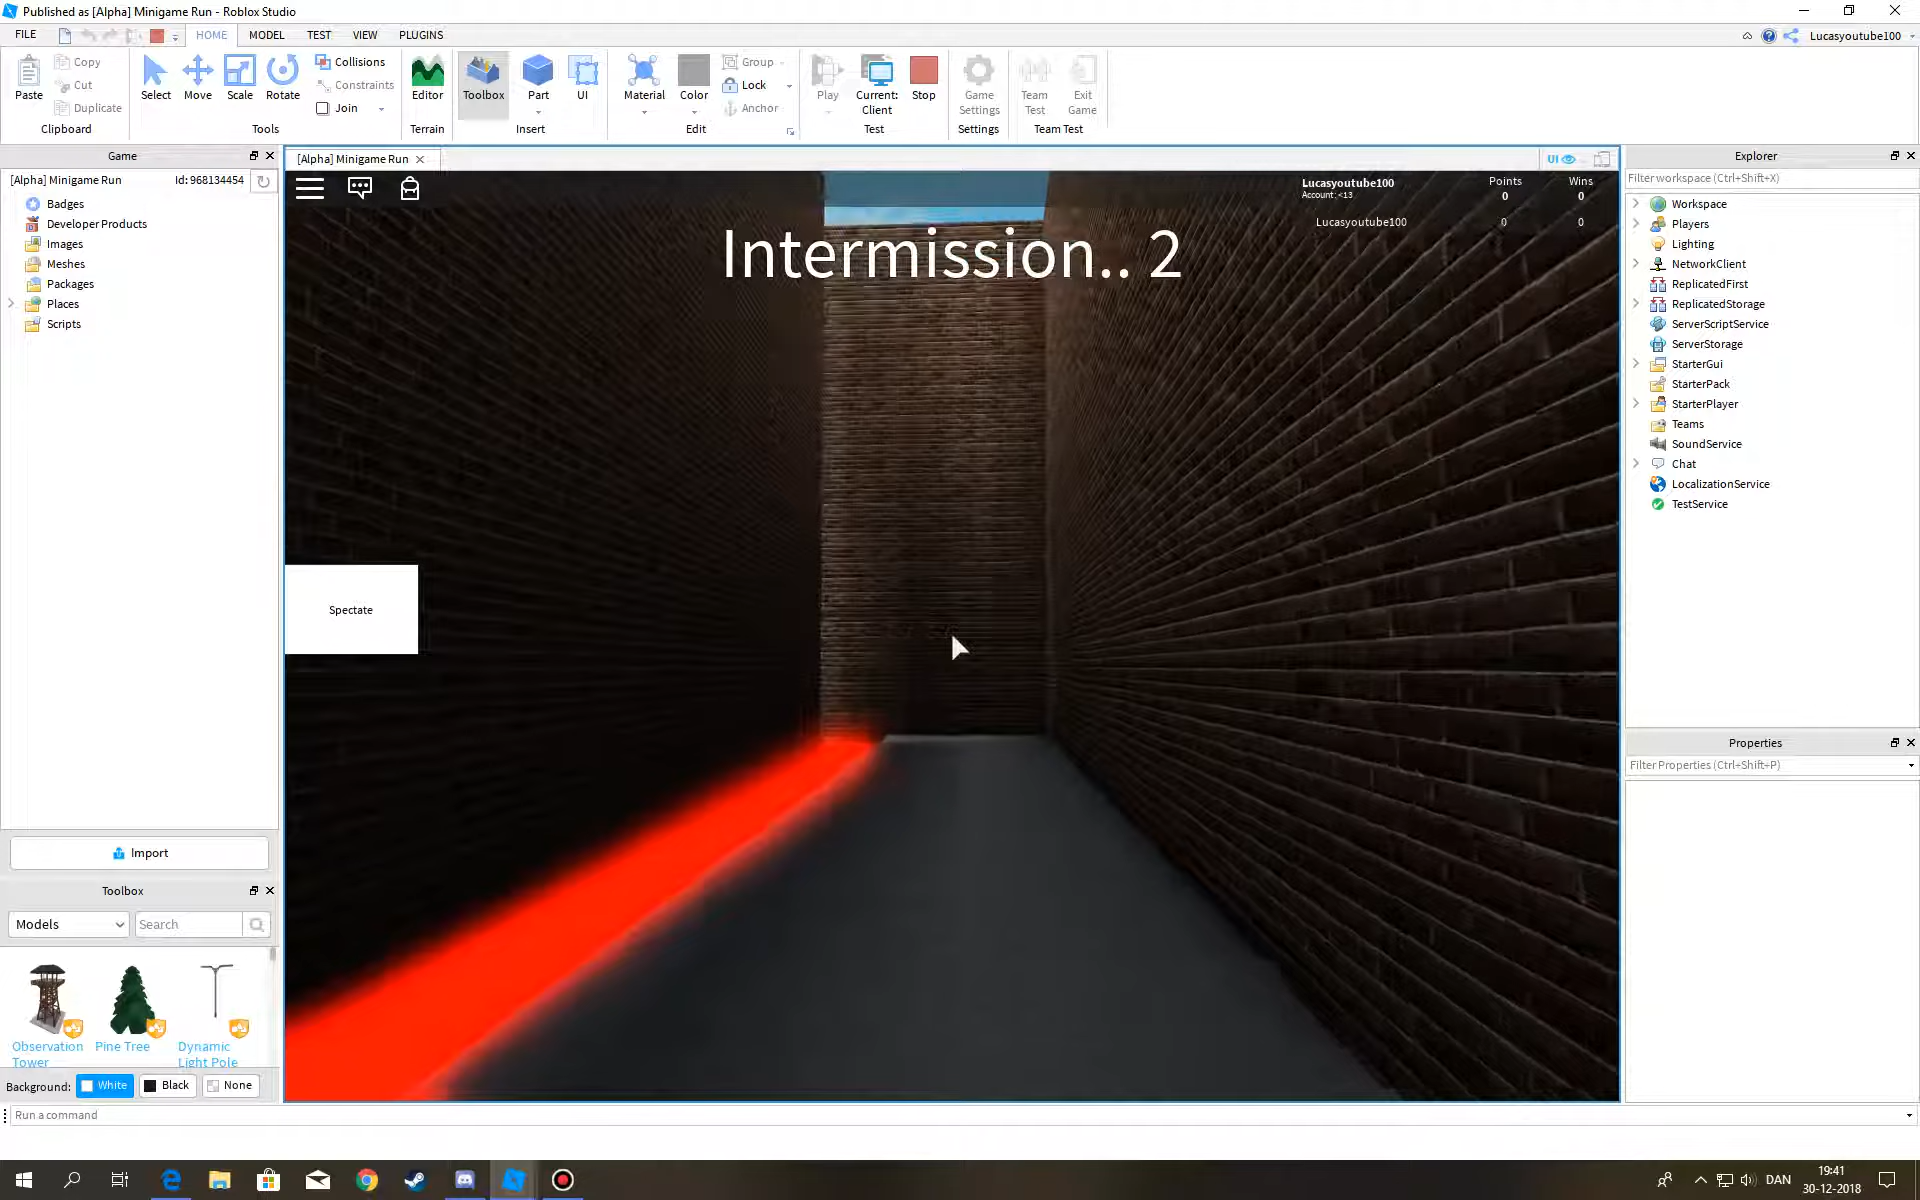 Published as [Alpha] Minigame Run - Roblox Studio
FILE HOME MODEL TEST VIEW PLUGINS Lucasyoutube100
Paste Copy Cut Duplicate Clipboard
Select Move Scale Rotate Collisions Constraints Join Tools
Editor Terrain
Toolbox Part UI Insert
Material Color Group Lock Anchor Edit
Play Current: Client Stop Test
Game Settings Settings
Team Test Exit Game Team Test
Game
[Alpha] Minigame Run Id:968134454
Badges
Developer Products
Images
Meshes
Packages
Places
Scripts
Import
Toolbox
Models Search
Observation Tower
Pine Tree
Dynamic Light Pole
Background: White Black None
[Alpha] Minigame Run
UI
Lucasyoutube100 Points Wins
Account: <13 0 0
Lucasyoutube100 0 0
Intermission.. 2
Spectate
Explorer
Filter workspace (Ctrl+Shift+X)
Workspace
Players
Lighting
NetworkClient
ReplicatedFirst
ReplicatedStorage
ServerScriptService
ServerStorage
StarterGui
StarterPack
StarterPlayer
Teams
SoundService
Chat
LocalizationService
TestService
Properties
Filter Properties (Ctrl+Shift+P)
Run a command
DAN
19:41
30-12-2018